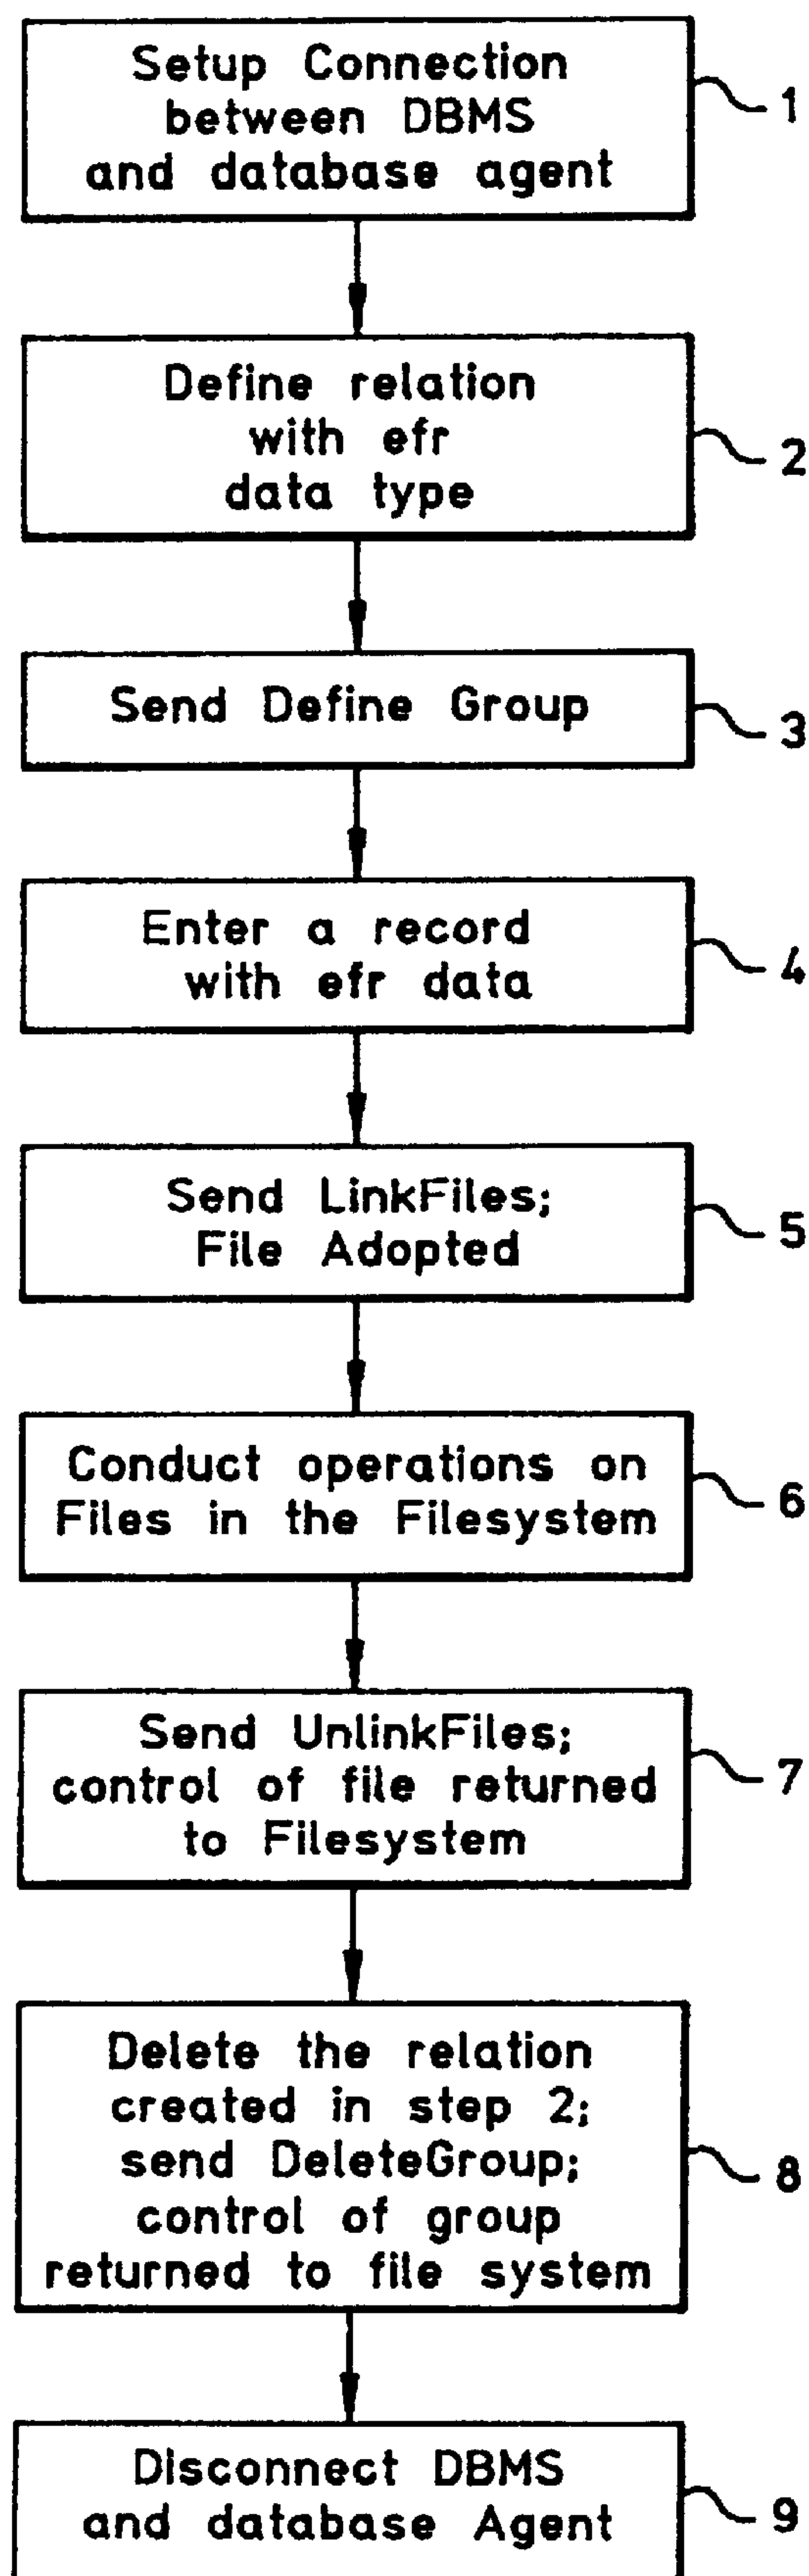 Setup Connection
between DBMS
and database agent
1
Define relation
with efr
data type
2
Send Define Group
3
Enter a record
with efr data
4
Send LinkFiles;
File Adopted
5
Conduct operations on
Files in the Filesystem
6
Send UnlinkFiles;
control of file returned
to Filesystem
7
Delete the relation
created in step 2;
send DeleteGroup;
control of group
returned to file system
8
Disconnect DBMS
and database Agent
9